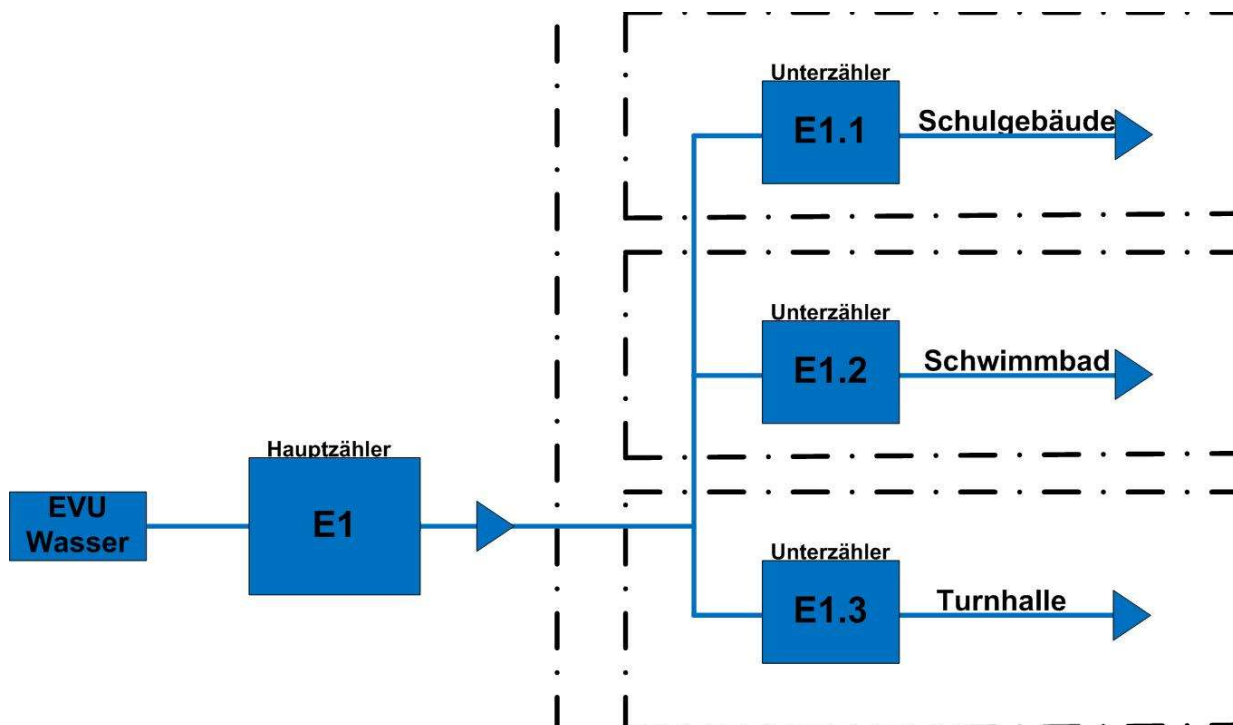 Unterzähler
E1.1
Schulgebäude
Unterzähler
E1.2
Schwimmbad
Hauptzähler
EVU
Wasser
E1
Unterzähler
E1.3
Turnhalle